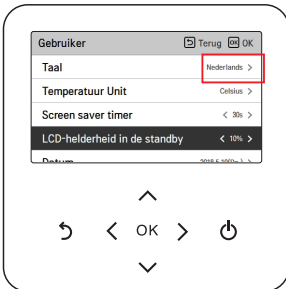 Gebruiker Terug OK OK
Taal Nederlands >
Temperatuur Unit Celsius >
Screen saver timer < 30s >
LCD-helderheid in de standby < 10% >
Datum
OK